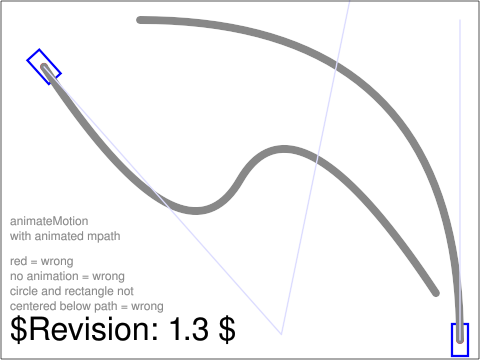 animateMotion
with animated mpath
red = wrong
no animation = wrong
circle and rectangle not
centered below path = wrong
$Revision: 1.3 $